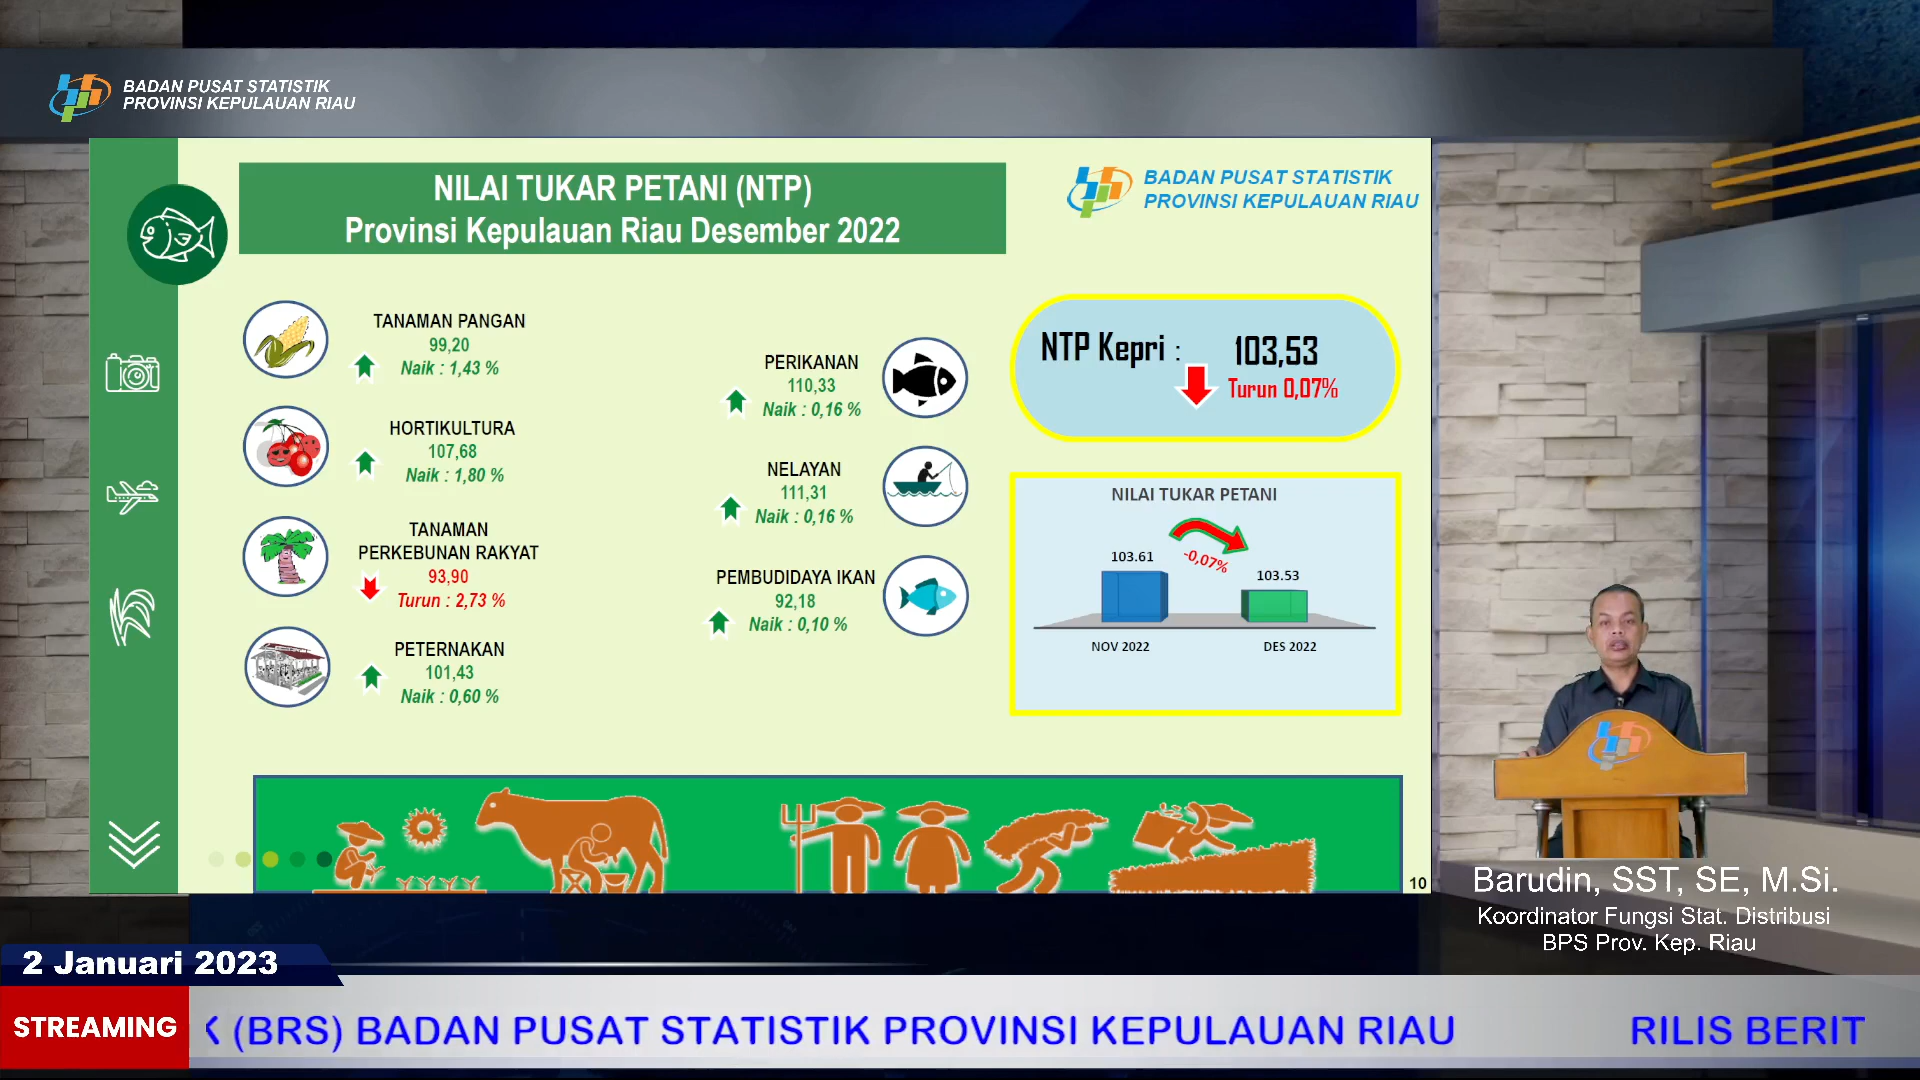 BADAN PUSAT STATISTIK
PROVINSI KEPULAUAN RIAU
NILAI TUKAR PETANI (NTP)
Provinsi Kepulauan Riau Desember 2022
BADAN PUSAT STATISTIK
PROVINSI KEPULAUAN RIAU
TANAMAN PANGAN
99,20
Naik : 1,43 %
HORTIKULTURA
107,68
Naik : 1,80 %
TANAMAN
PERKEBUNAN RAKYAT
93,90
Turun : 2,73 %
PETERNAKAN
101,43
Naik : 0,60 %
PERIKANAN
110,33
Naik : 0,16 %
NELAYAN
111,31
Naik : 0,16 %
PEMBUDIDAYA IKAN
92,18
Naik : 0,10 %
NTP Kepri : 103,53
Turun 0,07%
NILAI TUKAR PETANI
103.61
-0,07%
103.53
NOV 2022
DES 2022
10
Barudin, SST, SE, M.Si.
Koordinator Fungsi Stat. Distribusi
BPS Prov. Kep. Riau
2 Januari 2023
STREAMING
K (BRS) BADAN PUSAT STATISTIK PROVINSI KEPULAUAN RIAU RILIS BERIT